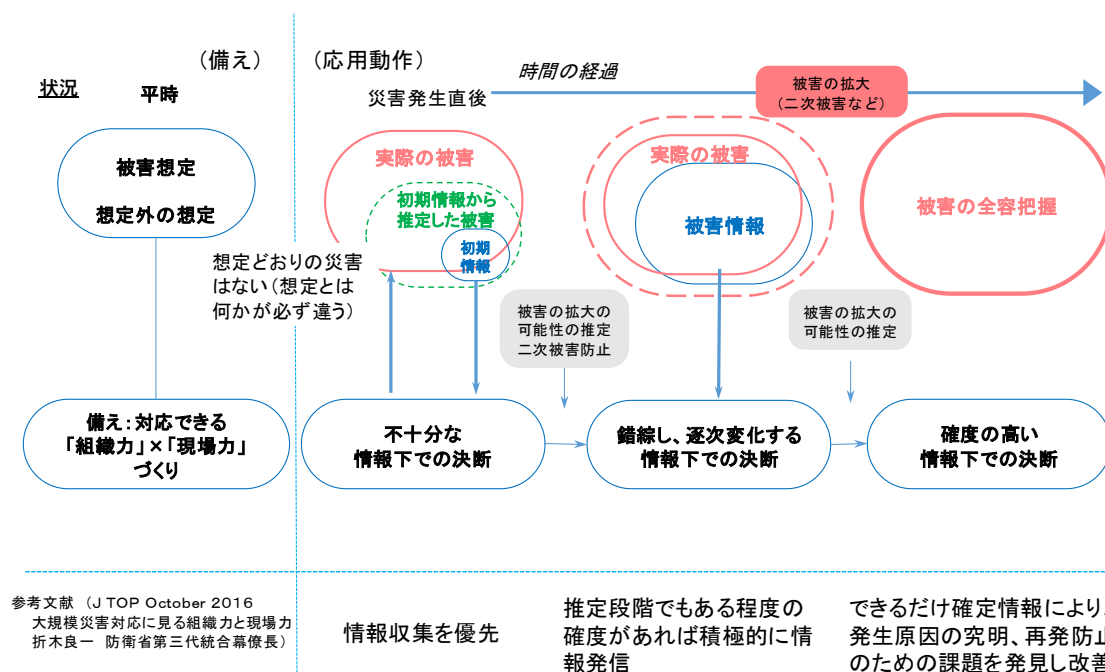 （備え）
（応用動作）
状況
平時
時間の経過
災害発生直後
被害の拡大
（二次被害など）
被害想定
想定外の想定
実際の被害
初期情報から
推定した被害
初期
情報
実際の被害
被害情報
被害の全容把握
想定どおりの災害
はない（想定とは
何かが必ず違う）
被害の拡大の
可能性の推定
二次被害防止
被害の拡大の
可能性の推定
備え：対応できる
「組織力」×「現場力」
づくり
不十分な
情報下での決断
錯綜し、逐次変化する
情報下での決断
確度の高い
情報下での決断
参考文献 （J TOP October 2016
大規模災害対応に見る組織力と現場力
折木良一 防衛省第三代統合幕僚長）
情報収集を優先
推定段階でもある程度の
確度があれば積極的に情
報発信
できるだけ確定情報により
発生原因の究明、再発防止
のための課題を発見し改善